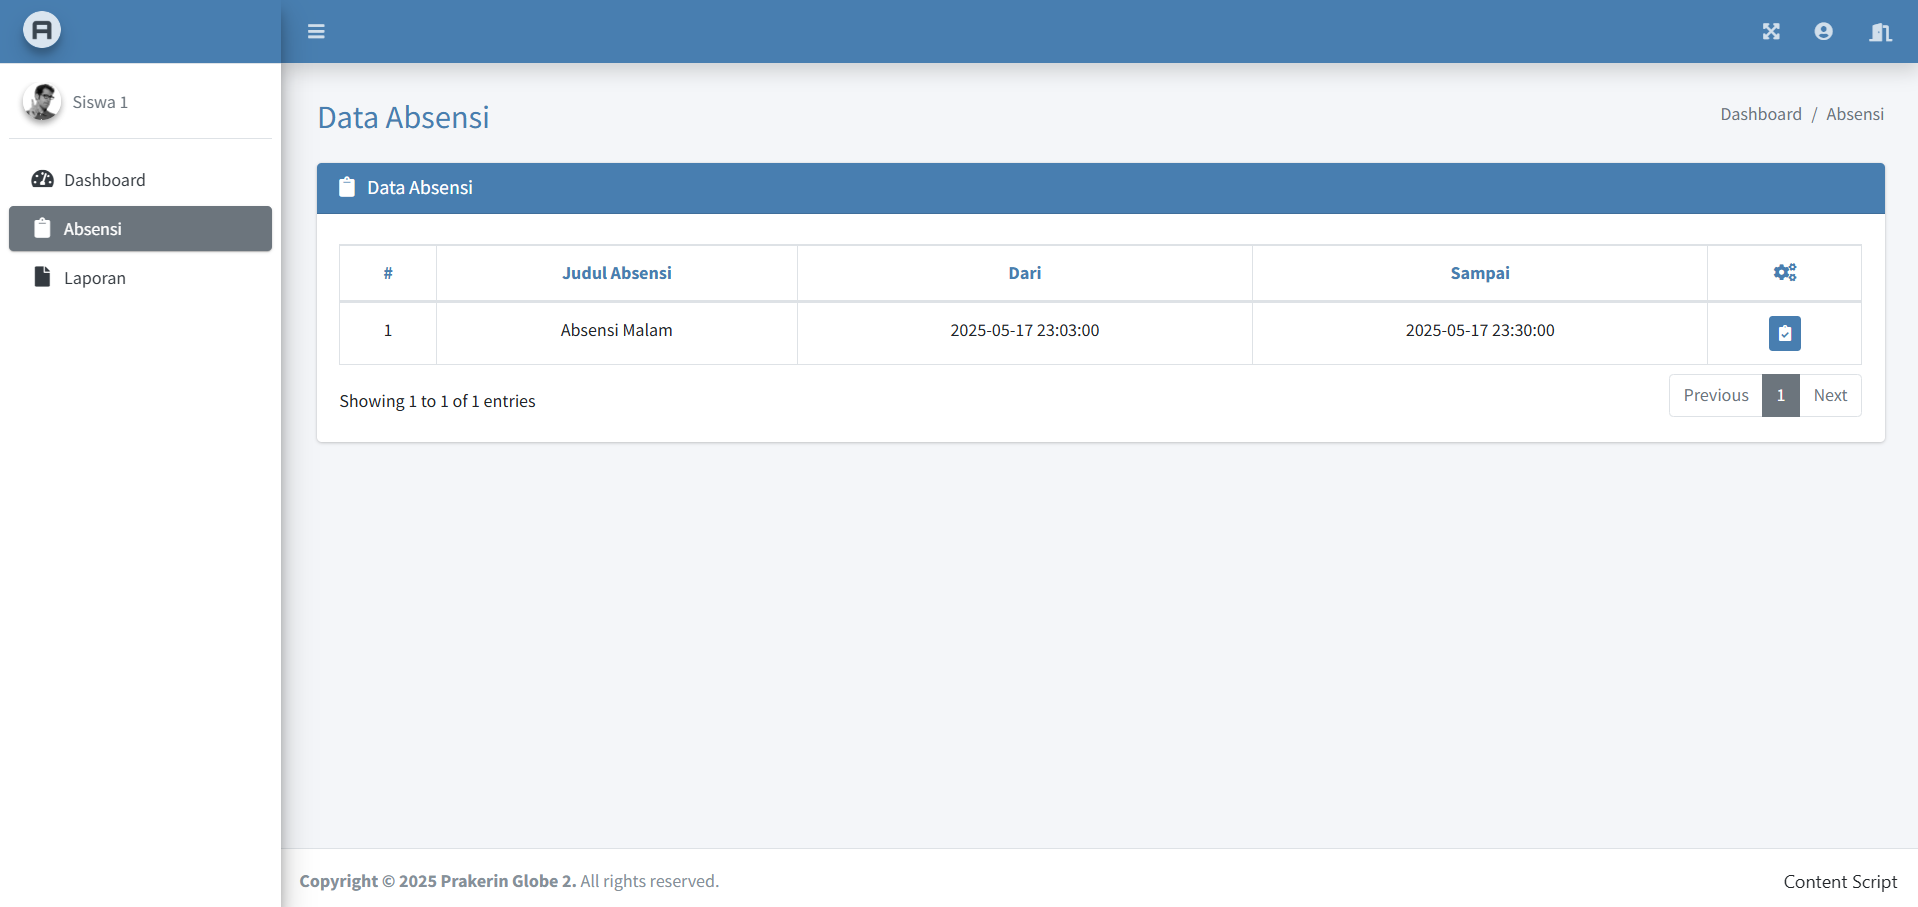 A
Siswa 1
Dashboard
Absensi
Laporan
Data Absensi
Dashboard / Absensi
Data Absensi
# Judul Absensi Dari Sampai
1 Absensi Malam 2025-05-17 23:03:00 2025-05-17 23:30:00
Showing 1 to 1 of 1 entries
Previous 1 Next
Copyright © 2025 Prakerin Globe 2. All rights reserved.
Content Script